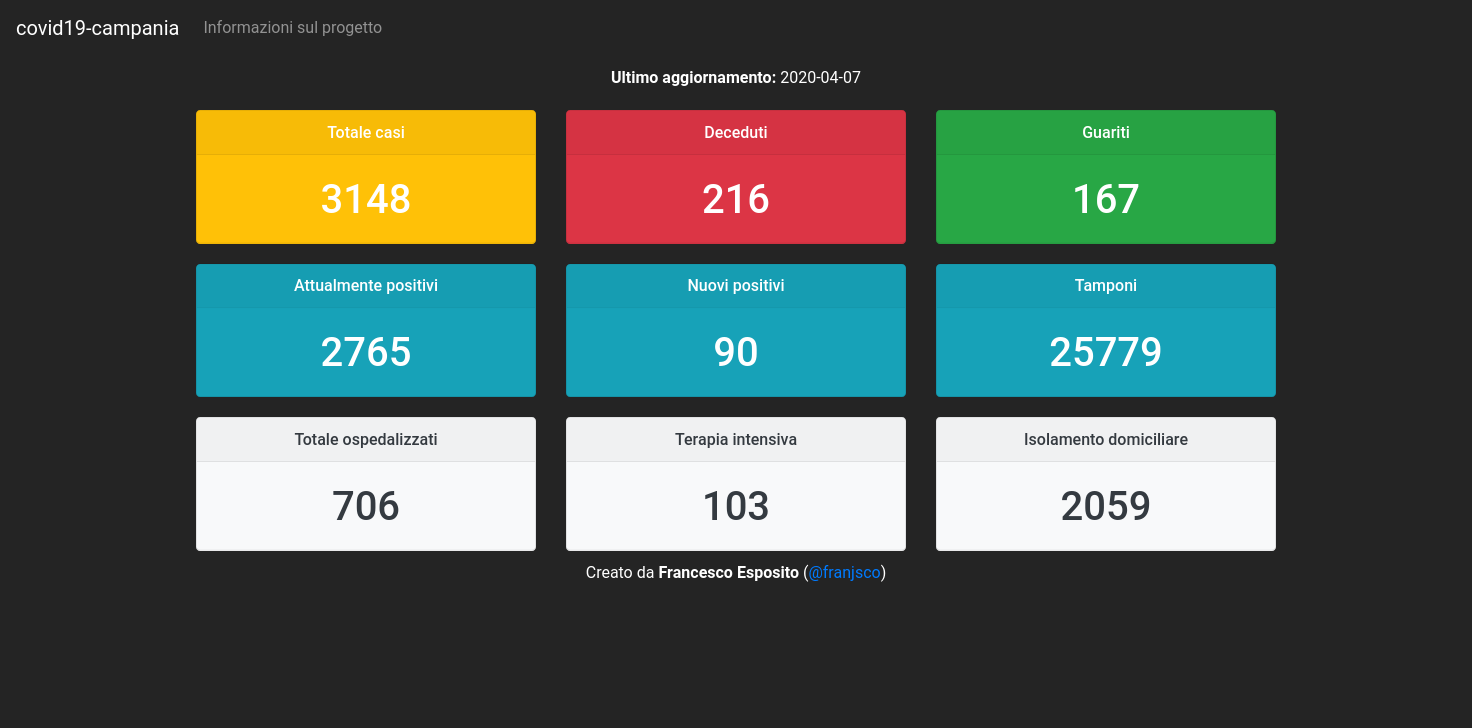 covid19-campania Informazioni sul progetto
Ultimo aggiornamento: 2020-04-07
Totale casi
3148
Deceduti
216
Guariti
167
Attualmente positivi
2765
Nuovi positivi
90
Tamponi
25779
Totale ospedalizzati
706
Terapia intensiva
103
Isolamento domiciliare
2059
Creato da Francesco Esposito (@franjsco)